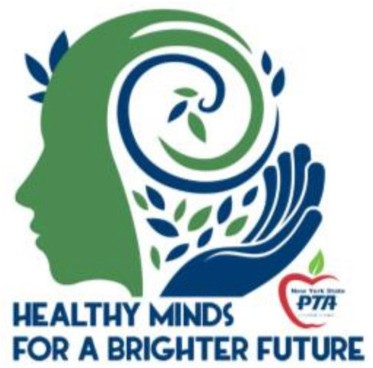 New York State
PTA
HEALTHY MINDS
FOR A BRIGHTER FUTURE